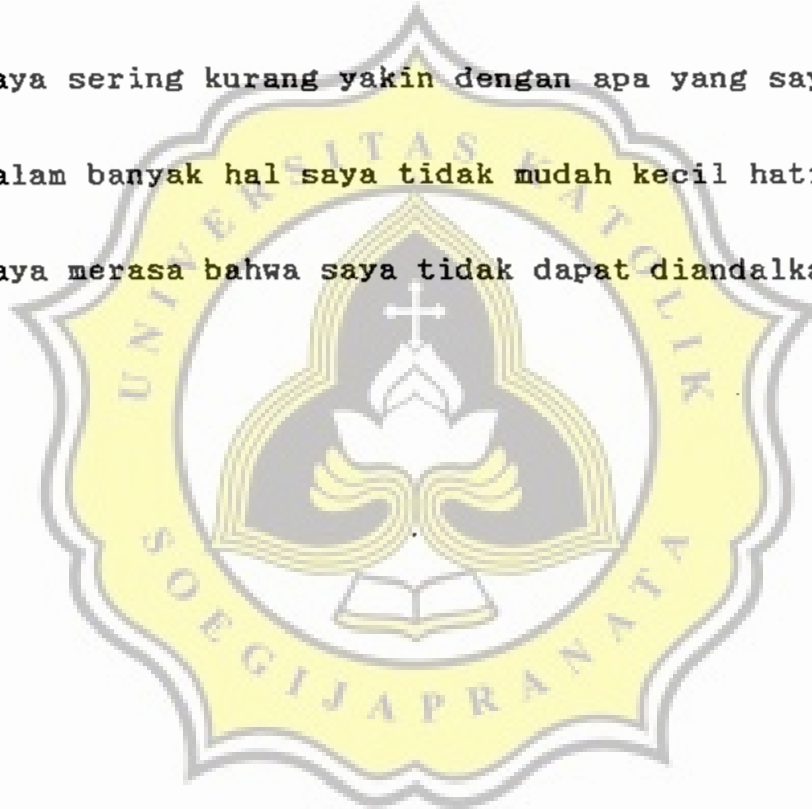 aya sering kurang yakin dengan apa yang say
alam banyak hal saya tidak mudah kecil hati
aya merasa bahwa saya tidak dapat diandalka
UNIVERSITAS KATOLIK
SOEGIJAPRANATA